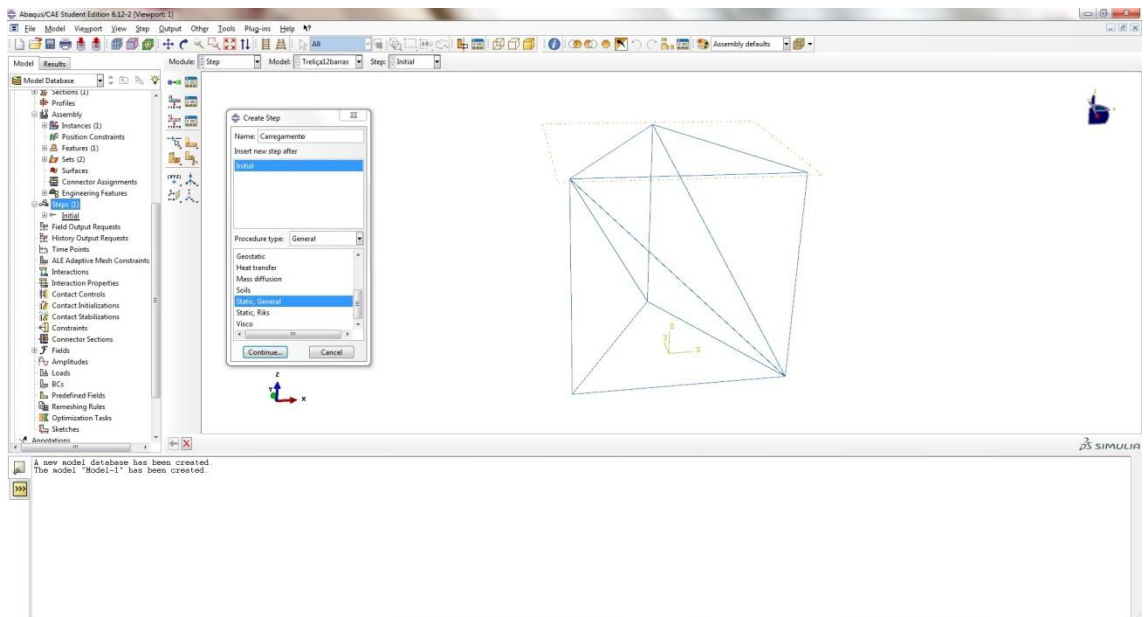 Abaqus/CAE Student Edition 6.12-2 [Viewport: 1]
File Model Viewport View Step Output Other Tools Plug-ins Help
All
Assembly defaults
Model Results
Module: Step Model: Treliça12barras Step: Initial
Model Database
Sections (1)
Profiles
Assembly
Instances (1)
Position Constraints
Features (1)
Sets (2)
Surfaces
Connector Assignments
Engineering Features
Steps (1)
Initial
Field Output Requests
History Output Requests
Time Points
ALE Adaptive Mesh Constraints
Interactions
Interaction Properties
Contact Controls
Contact Initializations
Contact Stabilizations
Constraints
Connector Sections
Fields
Amplitudes
Loads
BCs
Predefined Fields
Remeshing Rules
Optimization Tasks
Sketches
Annotations
Create Step
Name: Carregamento
Insert new step after
Initial
Procedure type: General
Geostatic
Heat transfer
Mass diffusion
Soils
Static, General
Static, Riks
Visco
Continue... Cancel
Z
Y
X
SIMULIA
A new model database has been created.
The model "Model-1" has been created.